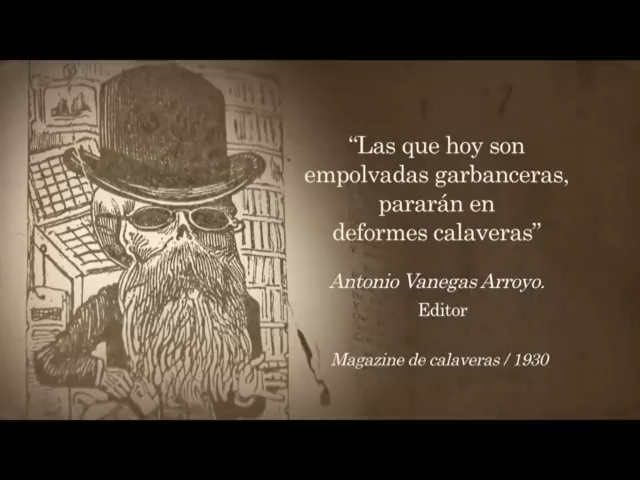 “Las que hoy son
empolvadas garbanceras,
pararán en
deformes calaveras”
Antonio Vanegas Arroyo.
Editor
Magazine de calaveras / 1930